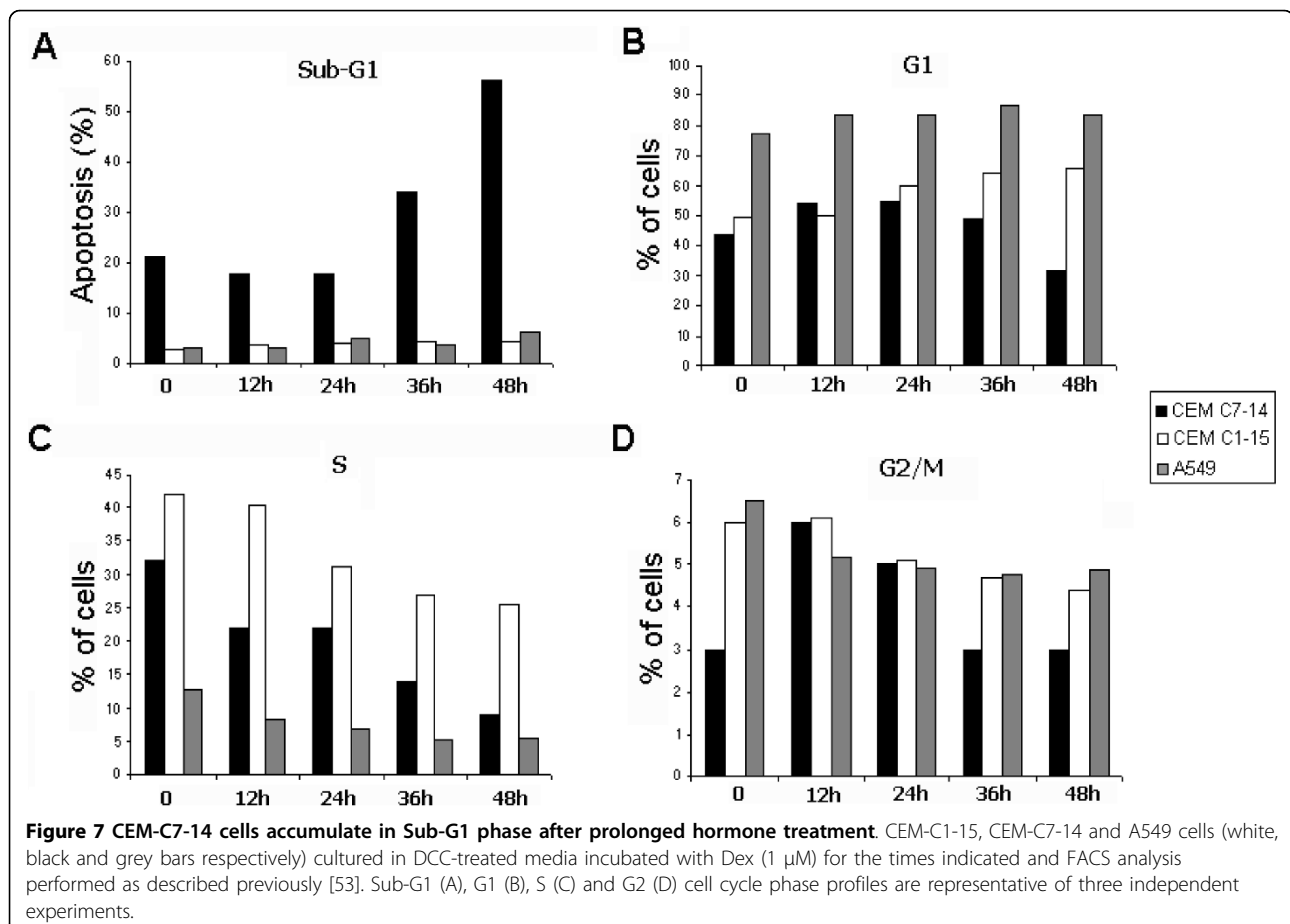 A
Sub-G1
Apoptosis (%)
60
50
40
30
20
10
0
0 12h 24h 36h 48h
B
G1
% of cells
100
90
80
70
60
50
40
30
20
10
0
0 12h 24h 36h 48h
C
S
% of cells
45
40
35
30
25
20
15
10
5
0
0 12h 24h 36h 48h
D
G2/M
% of cells
7
6
5
4
3
2
1
0
0 12h 24h 36h 48h
CEM C7-14
CEM C1-15
A549
Figure 7 CEM-C7-14 cells accumulate in Sub-G1 phase after prolonged hormone treatment. CEM-C1-15, CEM-C7-14 and A549 cells (white,
black and grey bars respectively) cultured in DCC-treated media incubated with Dex (1 μM) for the times indicated and FACS analysis
performed as described previously [53]. Sub-G1 (A), G1 (B), S (C) and G2 (D) cell cycle phase profiles are representative of three independent
experiments.